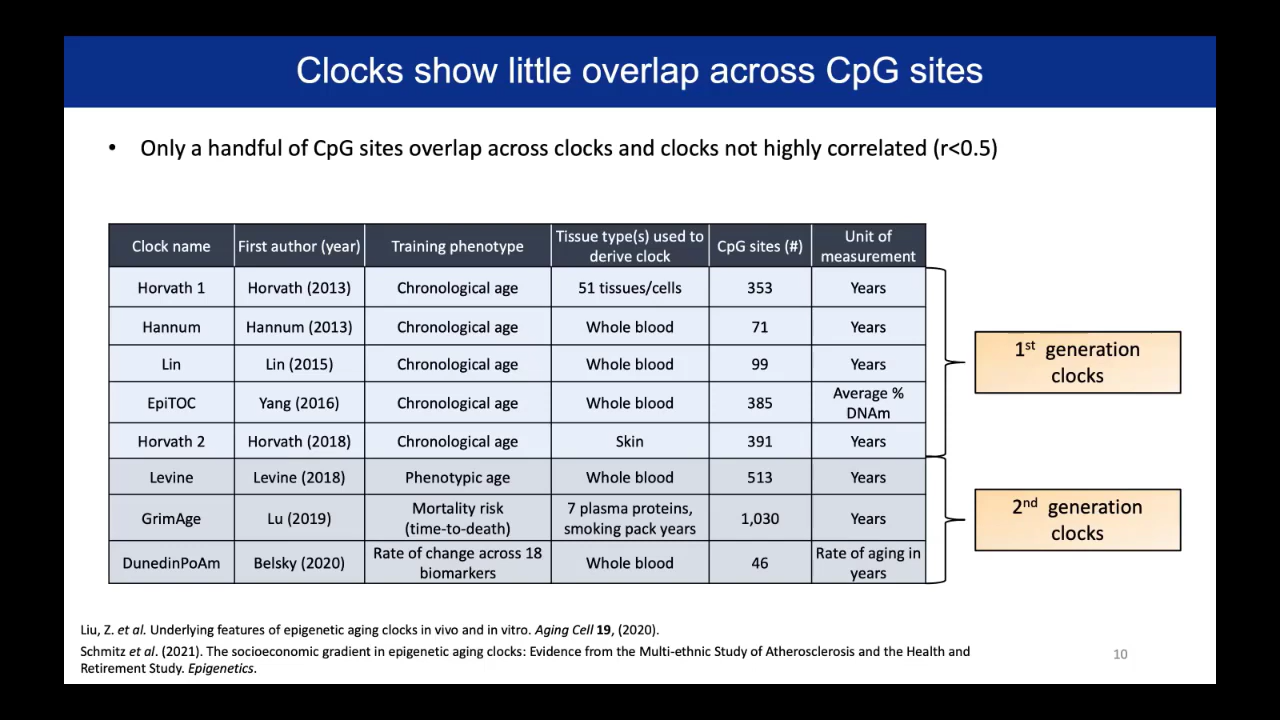 Clocks show little overlap across CpG sites
• Only a handful of CpG sites overlap across clocks and clocks not highly correlated (r<0.5)
Clock name First author (year) Training phenotype Tissue type(s) used to derive clock CpG sites (#) Unit of measurement
Horvath 1 Horvath (2013) Chronological age 51 tissues/cells 353 Years
Hannum Hannum (2013) Chronological age Whole blood 71 Years
Lin Lin (2015) Chronological age Whole blood 99 Years
EpiTOC Yang (2016) Chronological age Whole blood 385 Average % DNAm
Horvath 2 Horvath (2018) Chronological age Skin 391 Years
Levine Levine (2018) Phenotypic age Whole blood 513 Years
GrimAge Lu (2019) Mortality risk (time-to-death) 7 plasma proteins, smoking pack years 1,030 Years
DunedinPoAm Belsky (2020) Rate of change across 18 biomarkers Whole blood 46 Rate of aging in years
1st generation
clocks
2nd generation
clocks
Liu, Z. et al. Underlying features of epigenetic aging clocks in vivo and in vitro. Aging Cell 19, (2020).
Schmitz et al. (2021). The socioeconomic gradient in epigenetic aging clocks: Evidence from the Multi-ethnic Study of Atherosclerosis and the Health and
Retirement Study. Epigenetics.
10